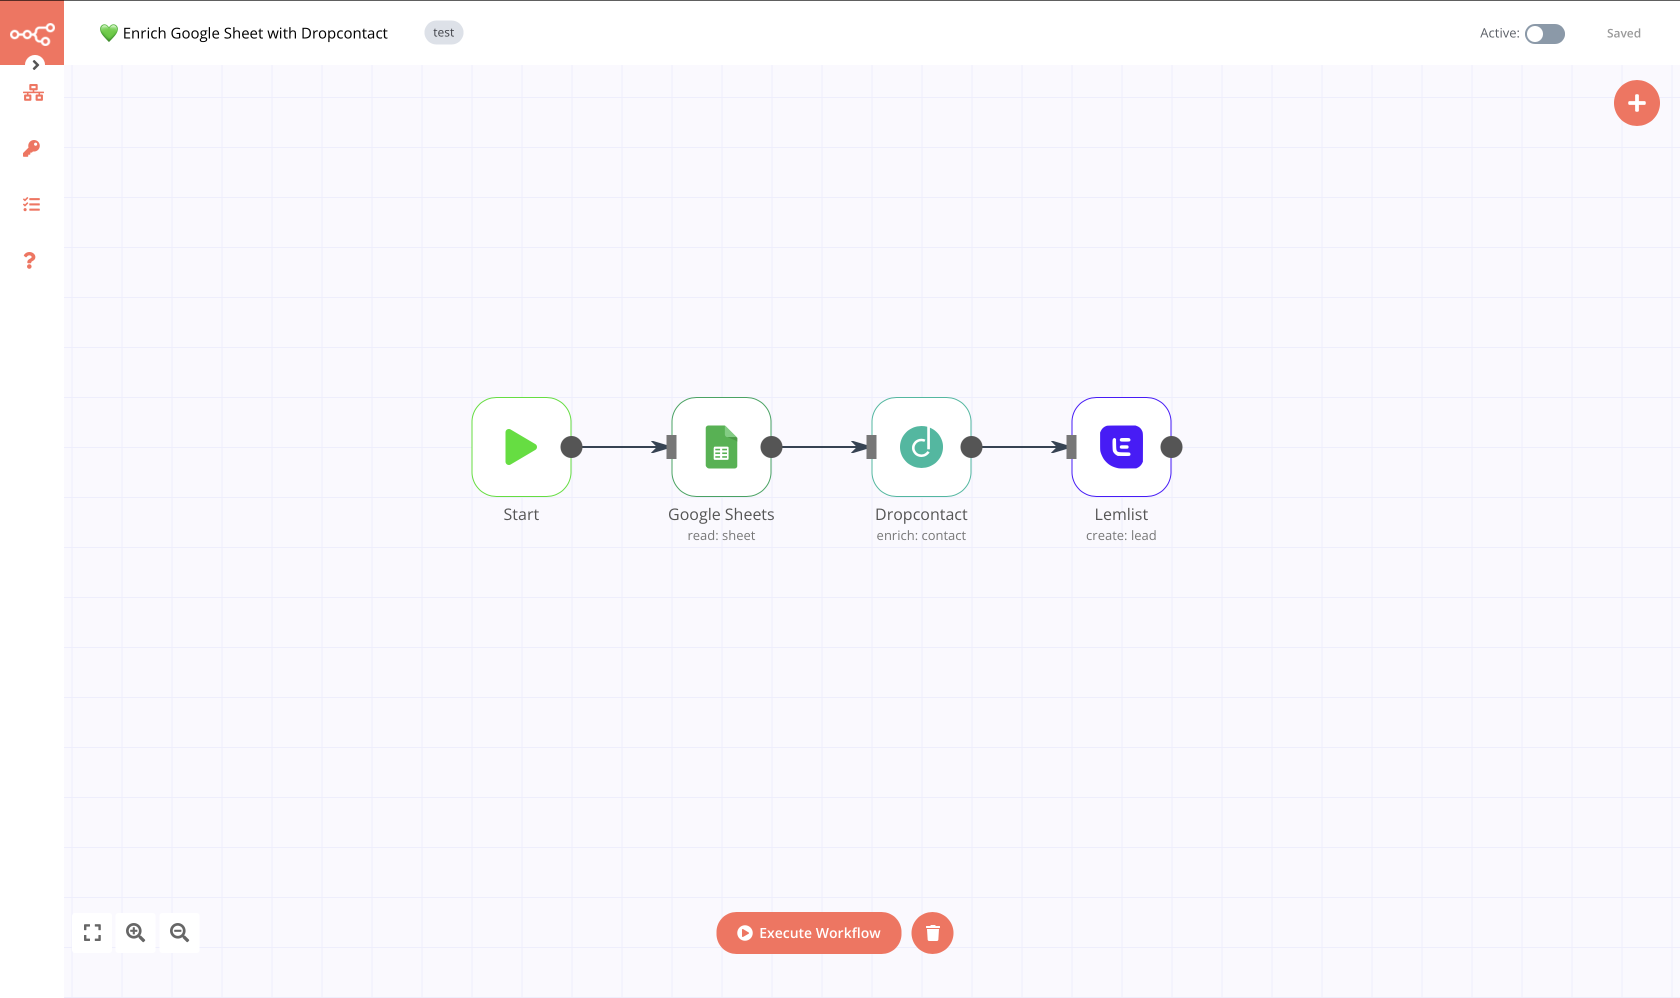 💚 Enrich Google Sheet with Dropcontact
test
Active:
Saved
Start
Google Sheets
read: sheet
Dropcontact
enrich: contact
Lemlist
create: lead
Execute Workflow